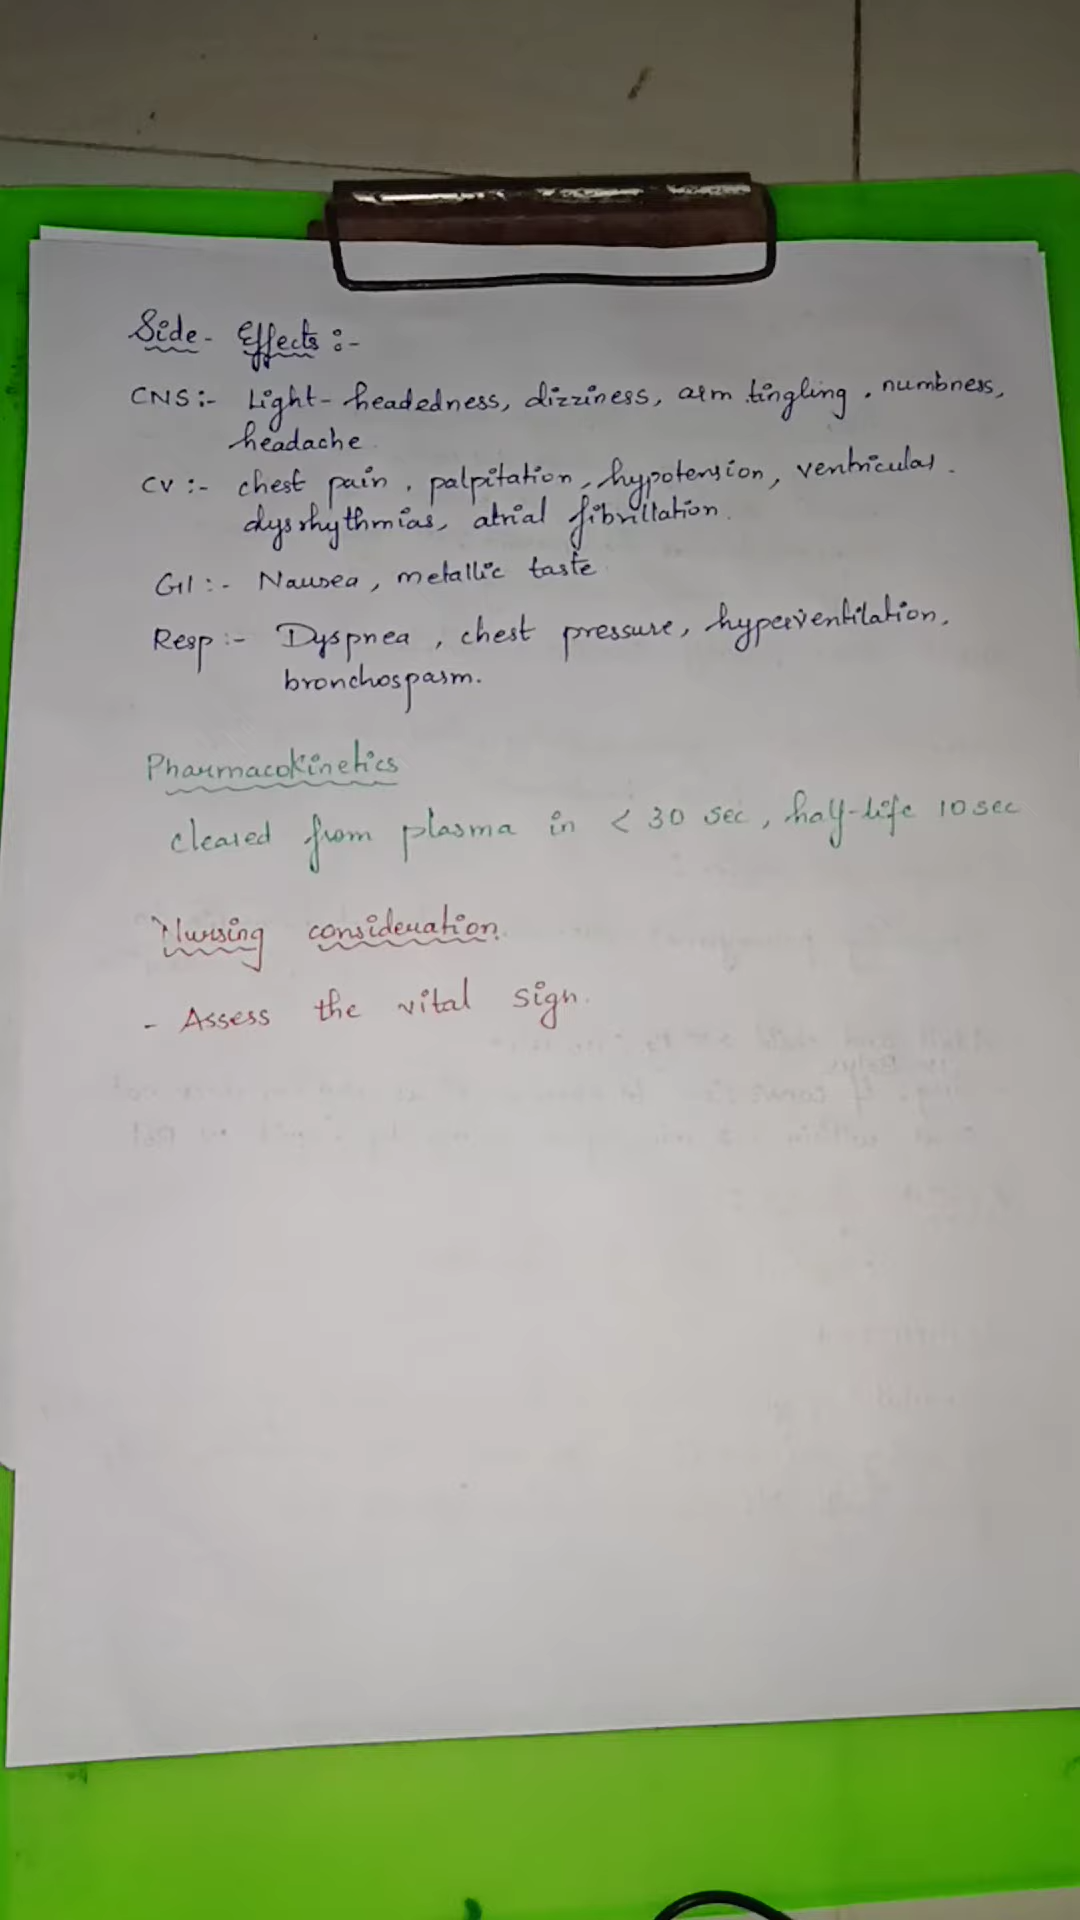 Side- Effects :-
CNS :- Light- headedness, dizziness, arm tingling, numbness,
headache.
CV :- chest pain, palpitation, hypotension, ventricular
dysrhythmias, atrial fibrillation.
GI :- Nausea, metallic taste
Resp :- Dyspnea, chest pressure, hyperventilation,
bronchospasm.
Pharmacokinetics
cleared from plasma in < 30 sec, half-life 10 sec
Nursing consideration.
- Assess the vital sign.